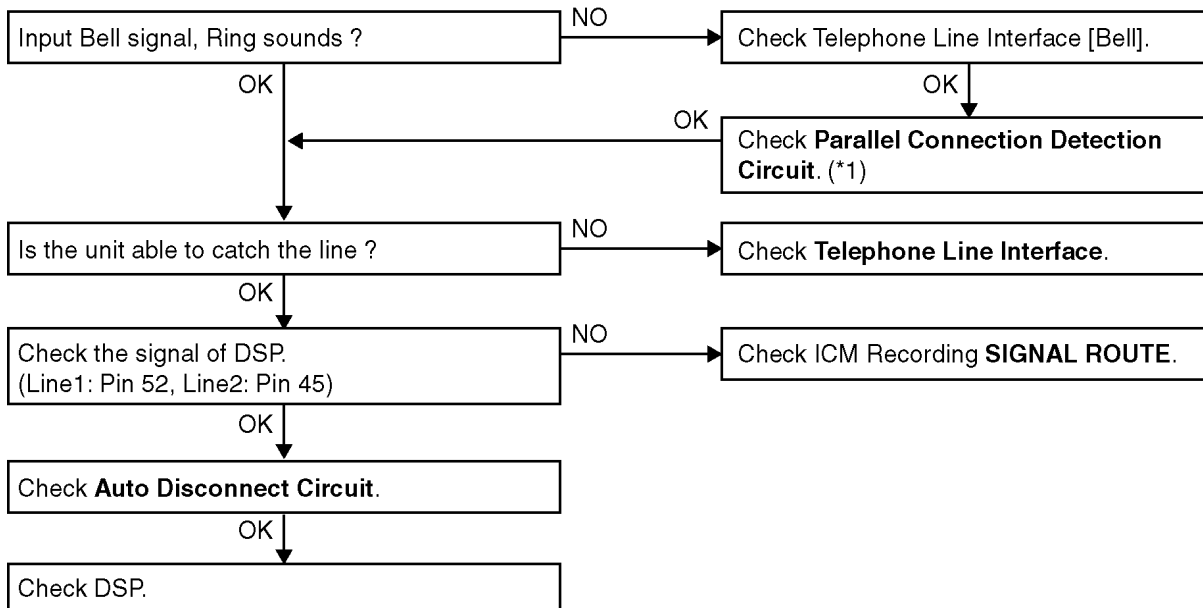 Input Bell signal, Ring sounds ?
NO
Check Telephone Line Interface [Bell].
OK
OK
OK
Check Parallel Connection Detection
Circuit. (*1)
Is the unit able to catch the line ?
NO
Check Telephone Line Interface.
OK
Check the signal of DSP.
(Line1: Pin 52, Line2: Pin 45)
NO
Check ICM Recording SIGNAL ROUTE.
OK
Check Auto Disconnect Circuit.
OK
Check DSP.